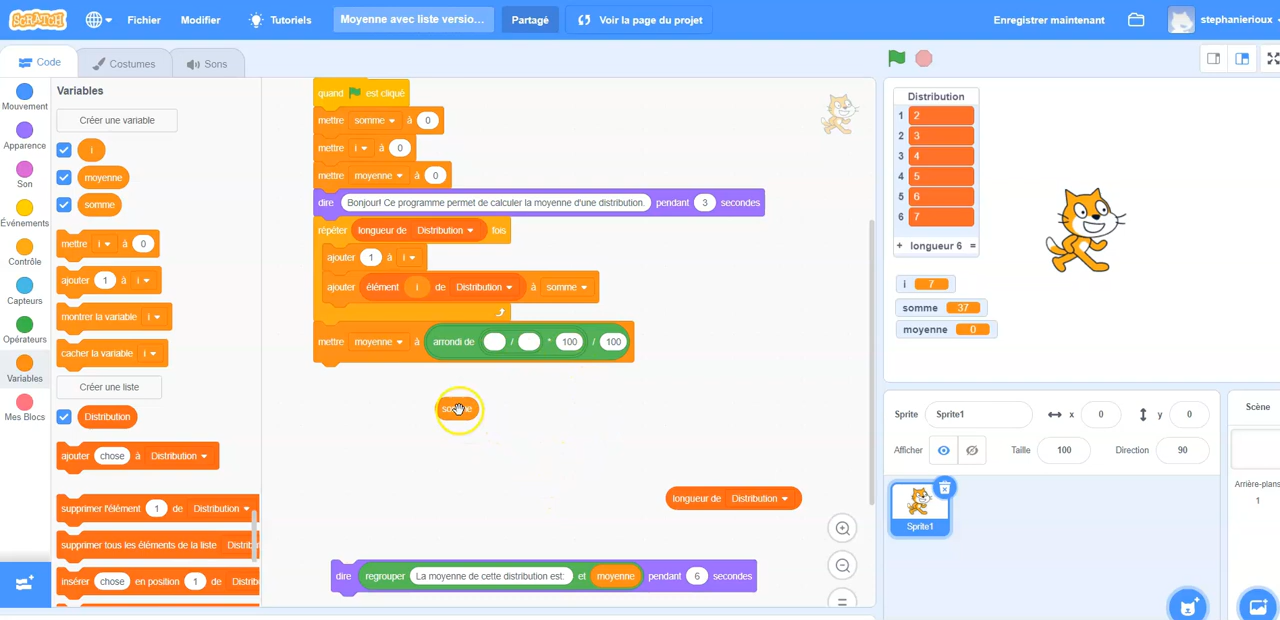 SCRATCH Fichier Modifier Tutoriels Moyenne avec liste versio... Partagé Voir la page du projet Enregistrer maintenant stephanierioux
Code Costumes Sons
Mouvement
Apparence
Son
Événements
Contrôle
Capteurs
Opérateurs
Variables
Mes Blocs
Variables
Créer une variable
i
moyenne
somme
mettre i à 0
ajouter 1 à i
montrer la variable i
cacher la variable i
Créer une liste
Distribution
ajouter chose à Distribution
supprimer l'élément 1 de Distribution
supprimer tous les éléments de la liste Distrib
insérer chose en position 1 de Distrib
quand est cliqué
mettre somme à 0
mettre i à 0
mettre moyenne à 0
dire Bonjour! Ce programme permet de calculer la moyenne d'une distribution. pendant 3 secondes
répéter longueur de Distribution fois
ajouter 1 à i
ajouter élément i de Distribution à somme
mettre moyenne à arrondi de / * 100 / 100
longueur de Distribution
dire regrouper La moyenne de cette distribution est: et moyenne pendant 6 secondes
Distribution
1 2
2 3
3 4
4 5
5 6
6 7
+ longueur 6 =
i 7
somme 37
moyenne 0
Sprite Sprite1 x 0 y 0
Afficher Taille 100 Direction 90
Sprite1
Scène
Arrière-plans
1